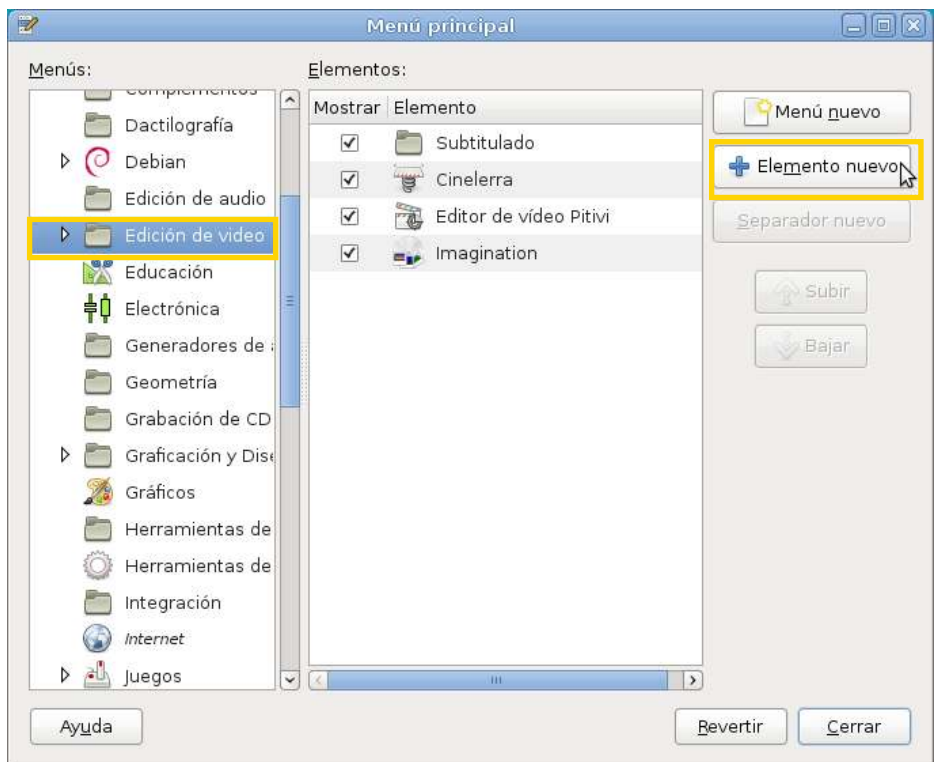 Menú principal
Menús:
Complementos
Dactilografía
Debian
Edición de audio
Edición de video
Educación
Electrónica
Generadores de
Geometría
Grabación de CD
Graficación y Dise
Gráficos
Herramientas de
Herramientas de
Integración
Internet
Juegos
Elementos:
Mostrar Elemento
Subtitulado
Cinelerra
Editor de vídeo Pitivi
Imagination
Menú nuevo
Elemento nuevo
Separador nuevo
Subir
Bajar
Ayuda
Revertir
Cerrar